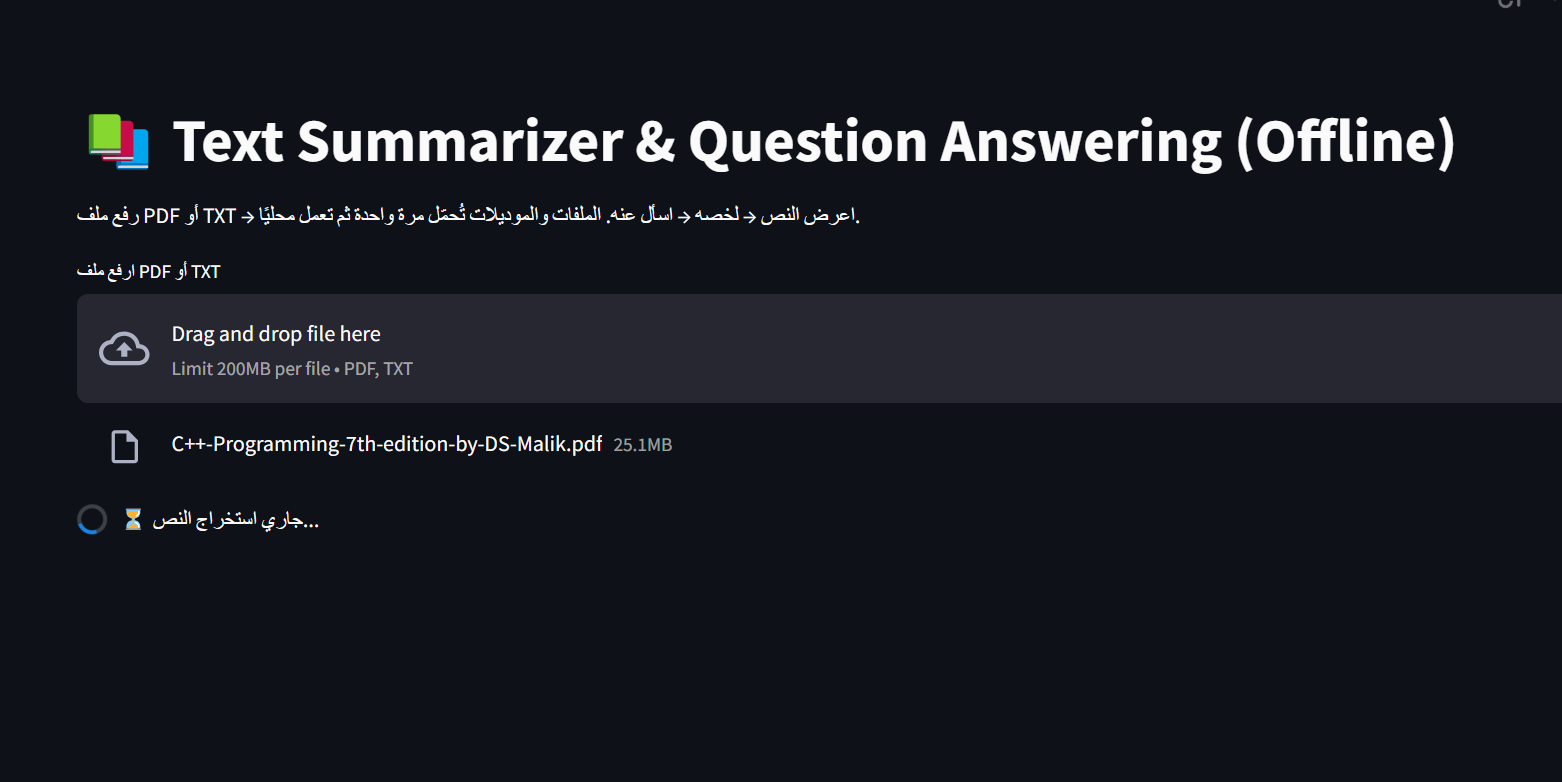 📚 Text Summarizer & Question Answering (Offline)
رفع ملف PDF أو TXT → اعرض النص → لخصه → اسأل عنه. الملفات والموديلات تُحمّل مرة واحدة ثم تعمل محليًا.
ارفع ملف PDF أو TXT
Drag and drop file here
Limit 200MB per file • PDF, TXT
C++-Programming-7th-edition-by-DS-Malik.pdf 25.1MB
⏳ جاري استخراج النص...